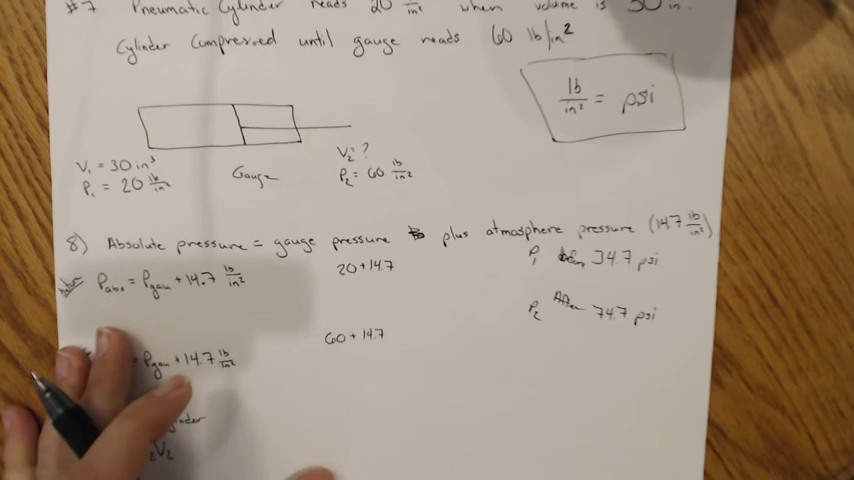 #7 Pneumatic Cylinder reads 20 lb/in² when volume is 30 in.
Cylinder Compressed until gauge reads 60 lb/in²
lb/in² = psi
V₁ = 30 in³
P₁ = 20 lb/in²
Gauge
V₂ = ?
P₂ = 60 lb/in²
8) Absolute pressure = gauge pressure plus atmosphere pressure (14.7 lb/in²)
Pabs = Pgau + 14.7 lb/in² 20 + 14.7 P₁ 34.7 psi
60 + 14.7 P₂ After 74.7 psi
= Pgau + 14.7 lb/in²
₂V₂